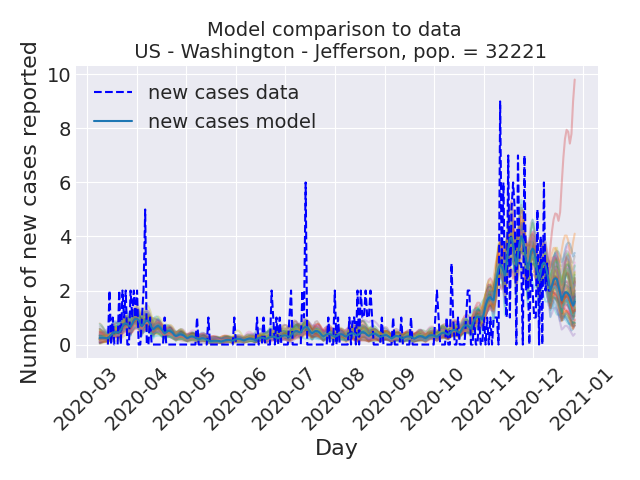 Model comparison to data
US - Washington - Jefferson, pop. = 32221
Number of new cases reported
10
8
6
4
2
0
new cases data
new cases model
2020-03
2020-04
2020-05
2020-06
2020-07
2020-08
2020-09
2020-10
2020-11
2020-12
2021-01
Day